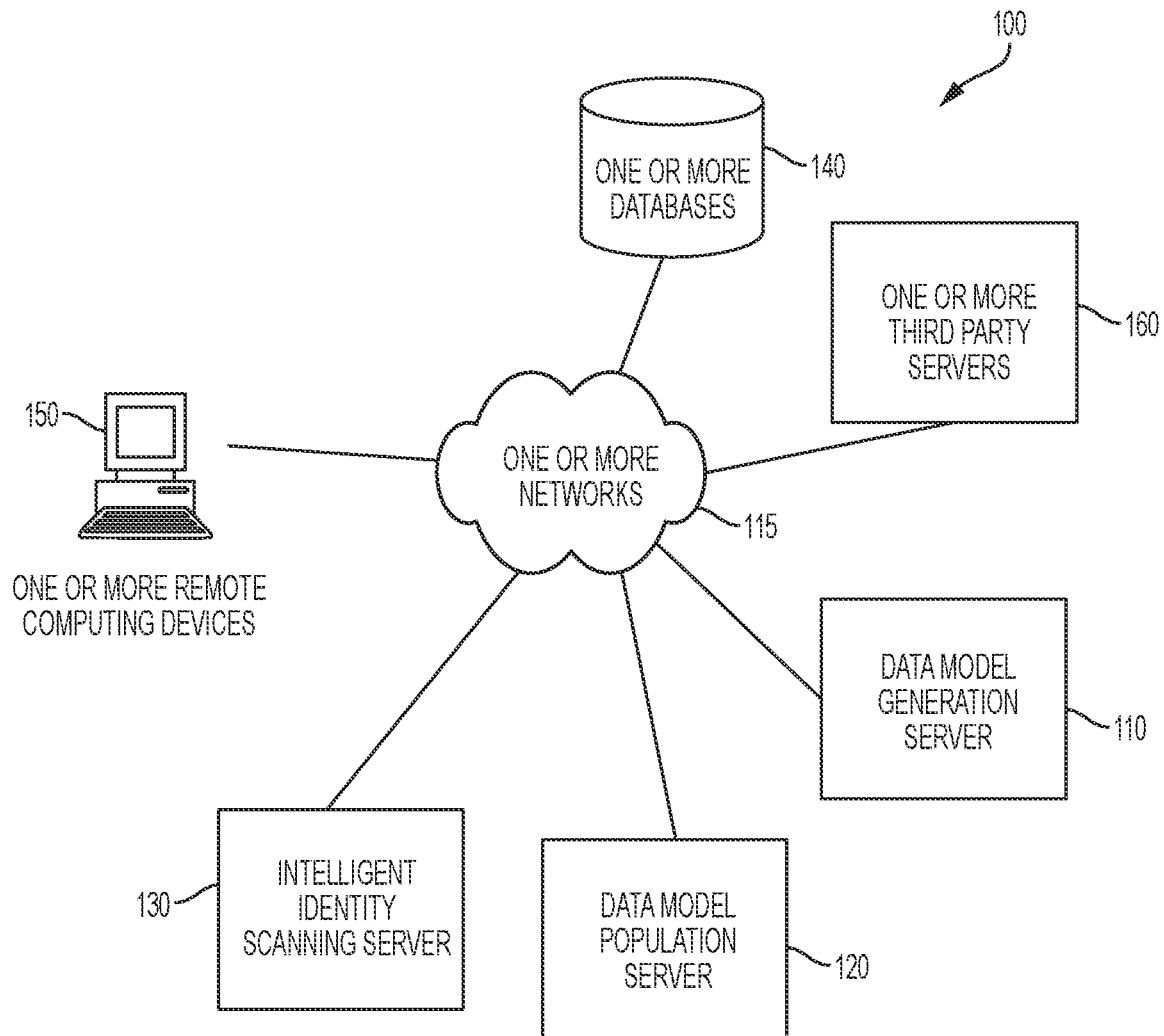 100
ONE OR MORE
DATABASES
140
ONE OR MORE
THIRD PARTY
SERVERS
160
150
ONE OR MORE REMOTE
COMPUTING DEVICES
ONE OR MORE
NETWORKS
115
DATA MODEL
GENERATION
SERVER
110
INTELLIGENT
IDENTITY
SCANNING SERVER
130
DATA MODEL
POPULATION
SERVER
120